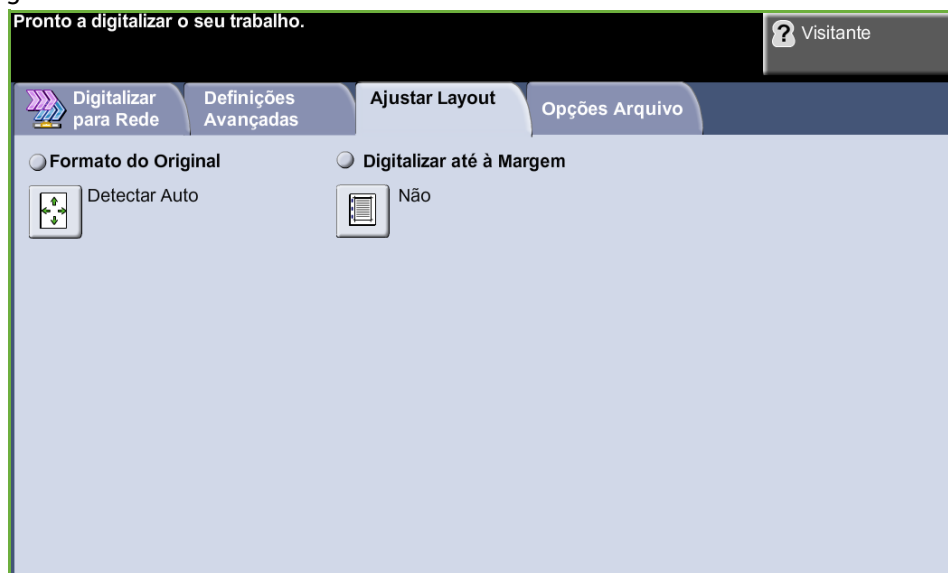 Pronto a digitalizar o seu trabalho.
Visitante
Digitalizar
para Rede
Definições
Avançadas
Ajustar Layout
Opções Arquivo
Formato do Original
Detectar Auto
Digitalizar até à Margem
Não